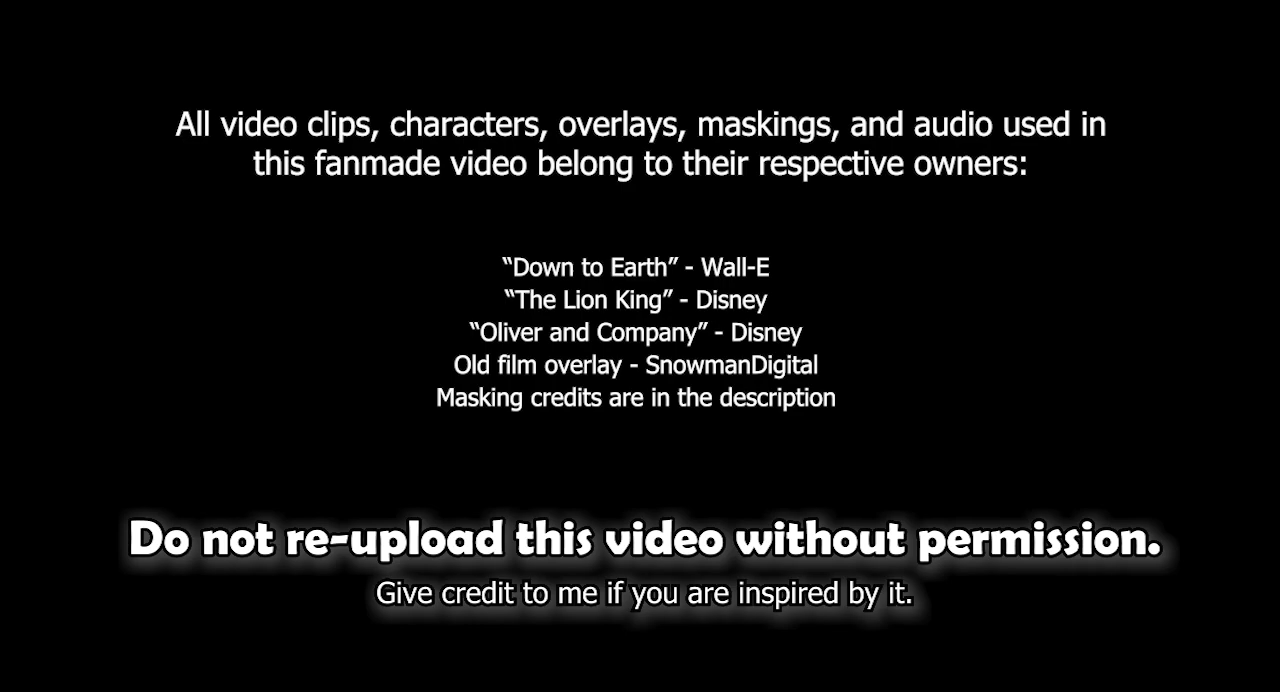 All video clips, characters, overlays, maskings, and audio used in
this fanmade video belong to their respective owners:
“Down to Earth” - Wall-E
“The Lion King” - Disney
“Oliver and Company” - Disney
Old film overlay - SnowmanDigital
Masking credits are in the description
Do not re-upload this video without permission.
Give credit to me if you are inspired by it.